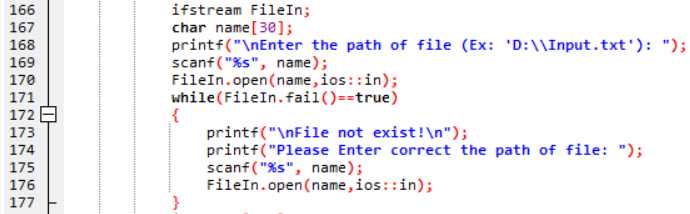 166 ifstream FileIn;
167 char name[30];
168 printf("\nEnter the path of file (Ex: 'D:\\Input.txt'): ");
169 scanf("%s", name);
170 FileIn.open(name,ios::in);
171 while(FileIn.fail()==true)
172 {
173 printf("\nFile not exist!\n");
174 printf("Please Enter correct the path of file: ");
175 scanf("%s", name);
176 FileIn.open(name,ios::in);
177 }